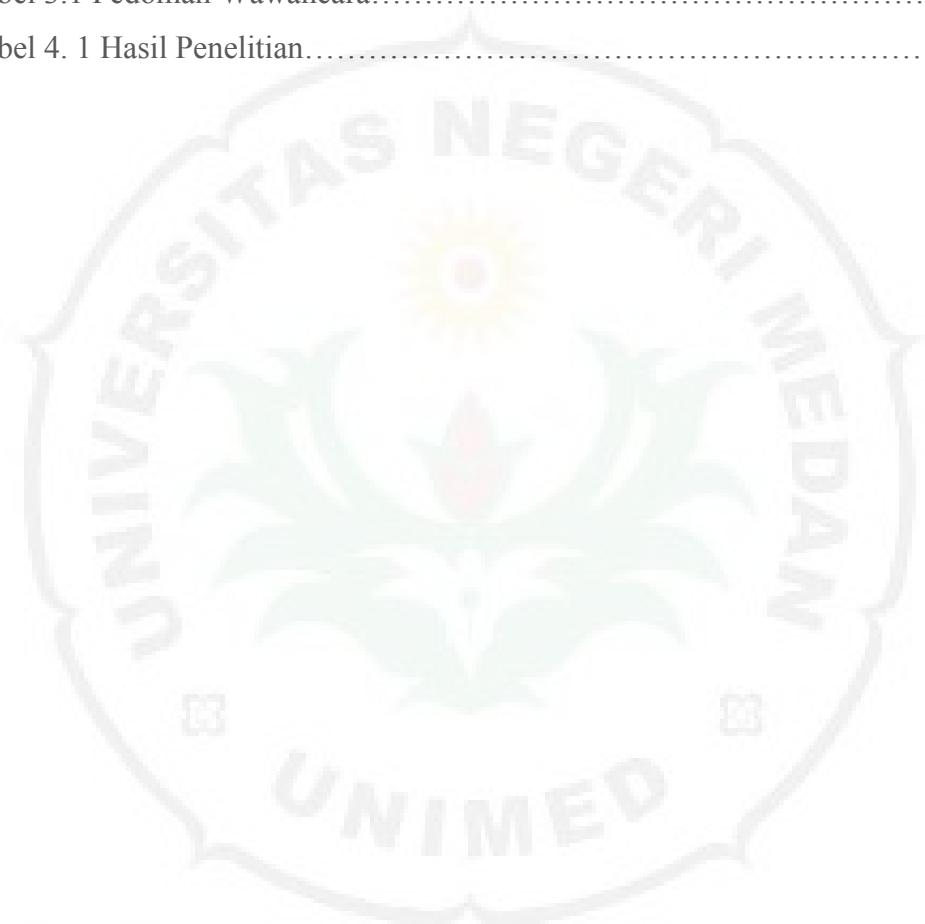 bel 3.1 Pedoman Wawancara……………………………………………………
bel 4. 1 Hasil Penelitian……………………………………………………………
UNIVERSITAS NEGERI MEDAN
UNIMED